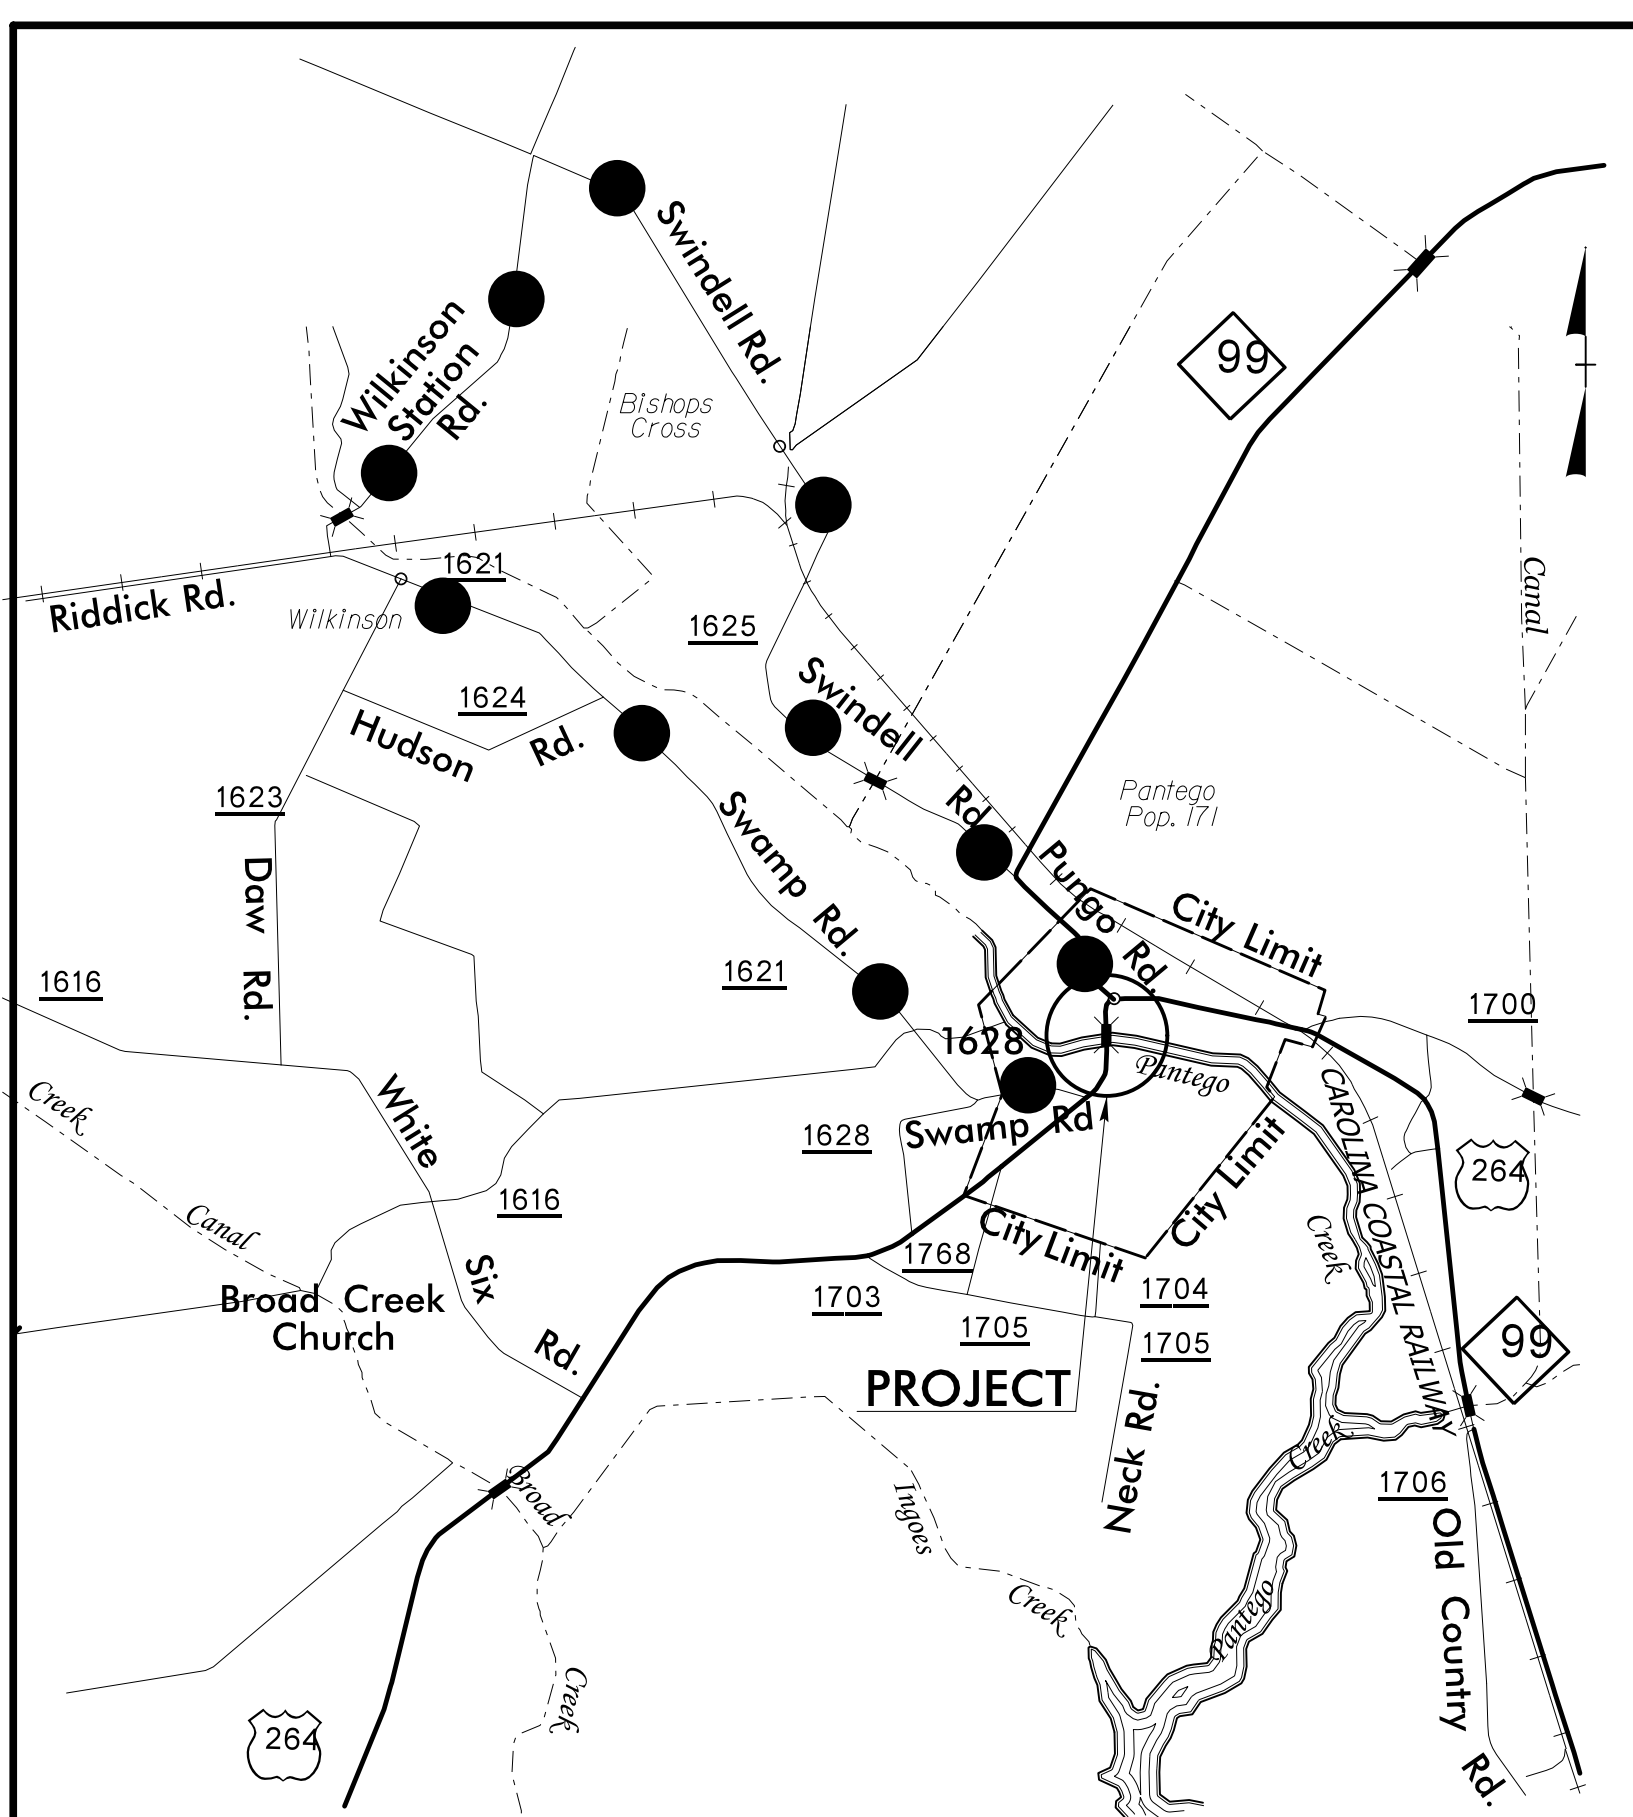 Swindell Rd.
Wilkinson
Station
Rd.
99
Bishops
Cross
1621
Riddick Rd.
Wilkinson
1625
Canal
1624
Swindell
Rd.
Hudson Rd.
1623
Swamp Rd.
Pantego
Pop. 171
Daw Rd.
Pungo Rd.
City Limit
1616
1621
1700
1628
Pantego
Creek
White
Six
Rd.
Swamp Rd
1628
CAROLINA COASTAL RAILWAY
264
City Limit
1616
Canal
City Limit
Creek
1768
Broad Creek
Church
1703
1704
1705
1705
99
PROJECT
Neck Rd.
Creek
Broad
Ingoes
1706
Old Country Rd.
Creek
Pantego
Creek
264